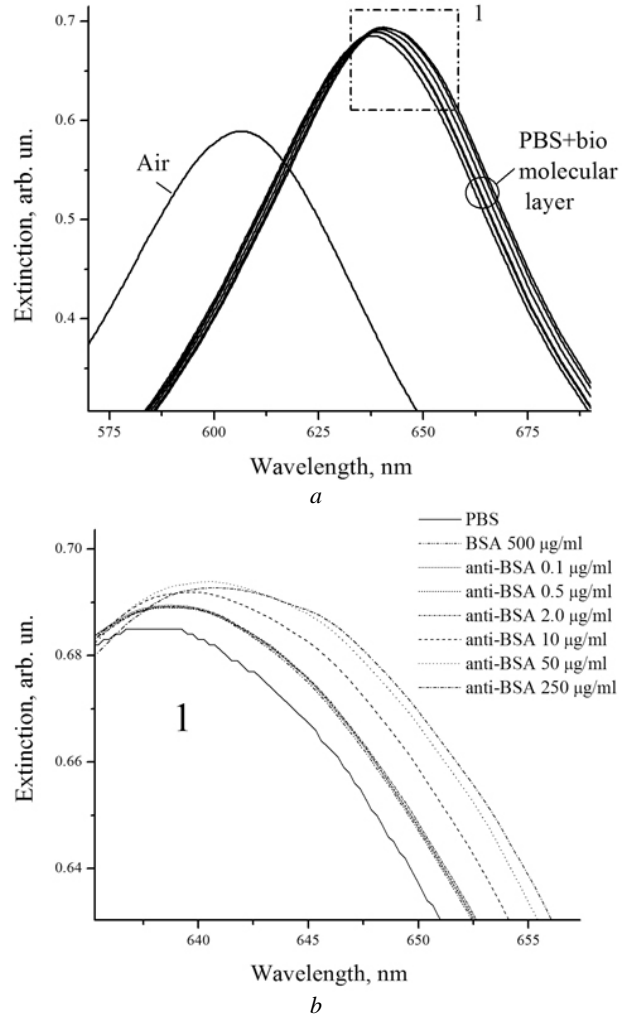 0.7
0.6
0.5
0.4
Extinction, arb. un.
1
Air
PBS+bio
molecular
layer
575 600 625 650 675
Wavelength, nm
a
0.70
0.68
0.66
0.64
Extinction, arb. un.
PBS
BSA 500 µg/ml
anti-BSA 0.1 µg/ml
anti-BSA 0.5 µg/ml
anti-BSA 2.0 µg/ml
anti-BSA 10 µg/ml
anti-BSA 50 µg/ml
anti-BSA 250 µg/ml
1
640 645 650 655
Wavelength, nm
b